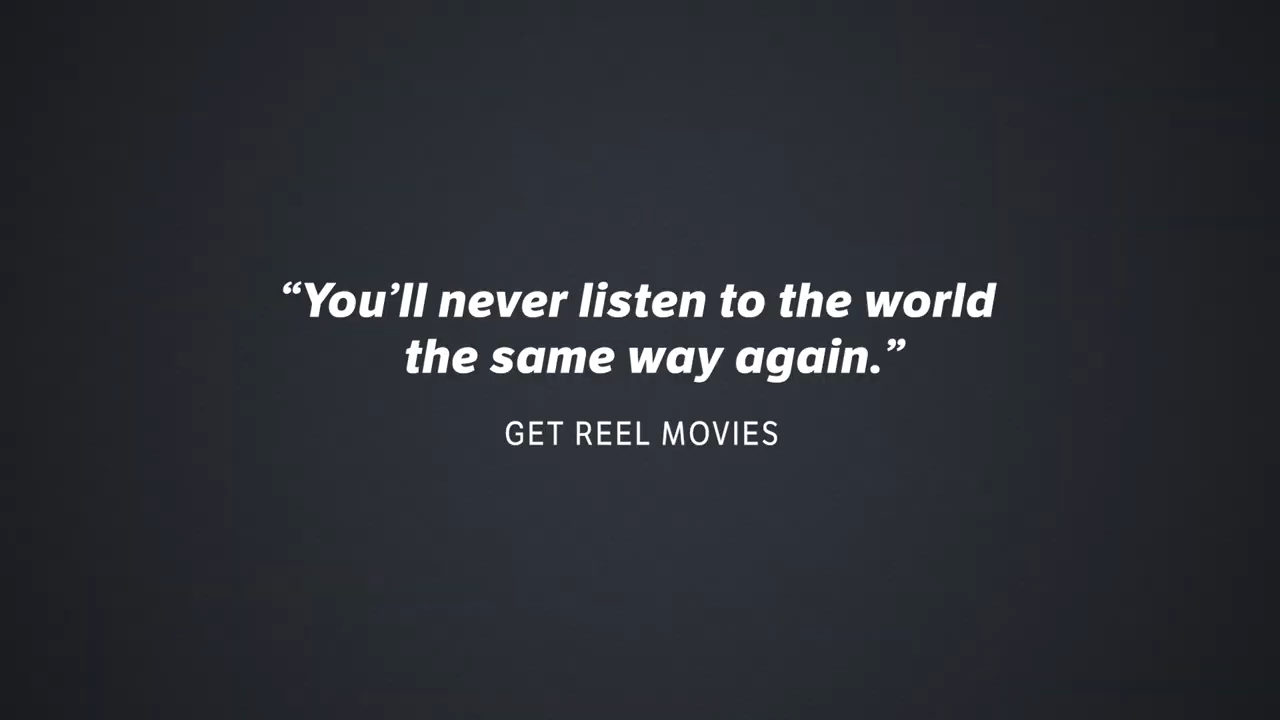 “You’ll never listen to the world
the same way again.”
GET REEL MOVIES